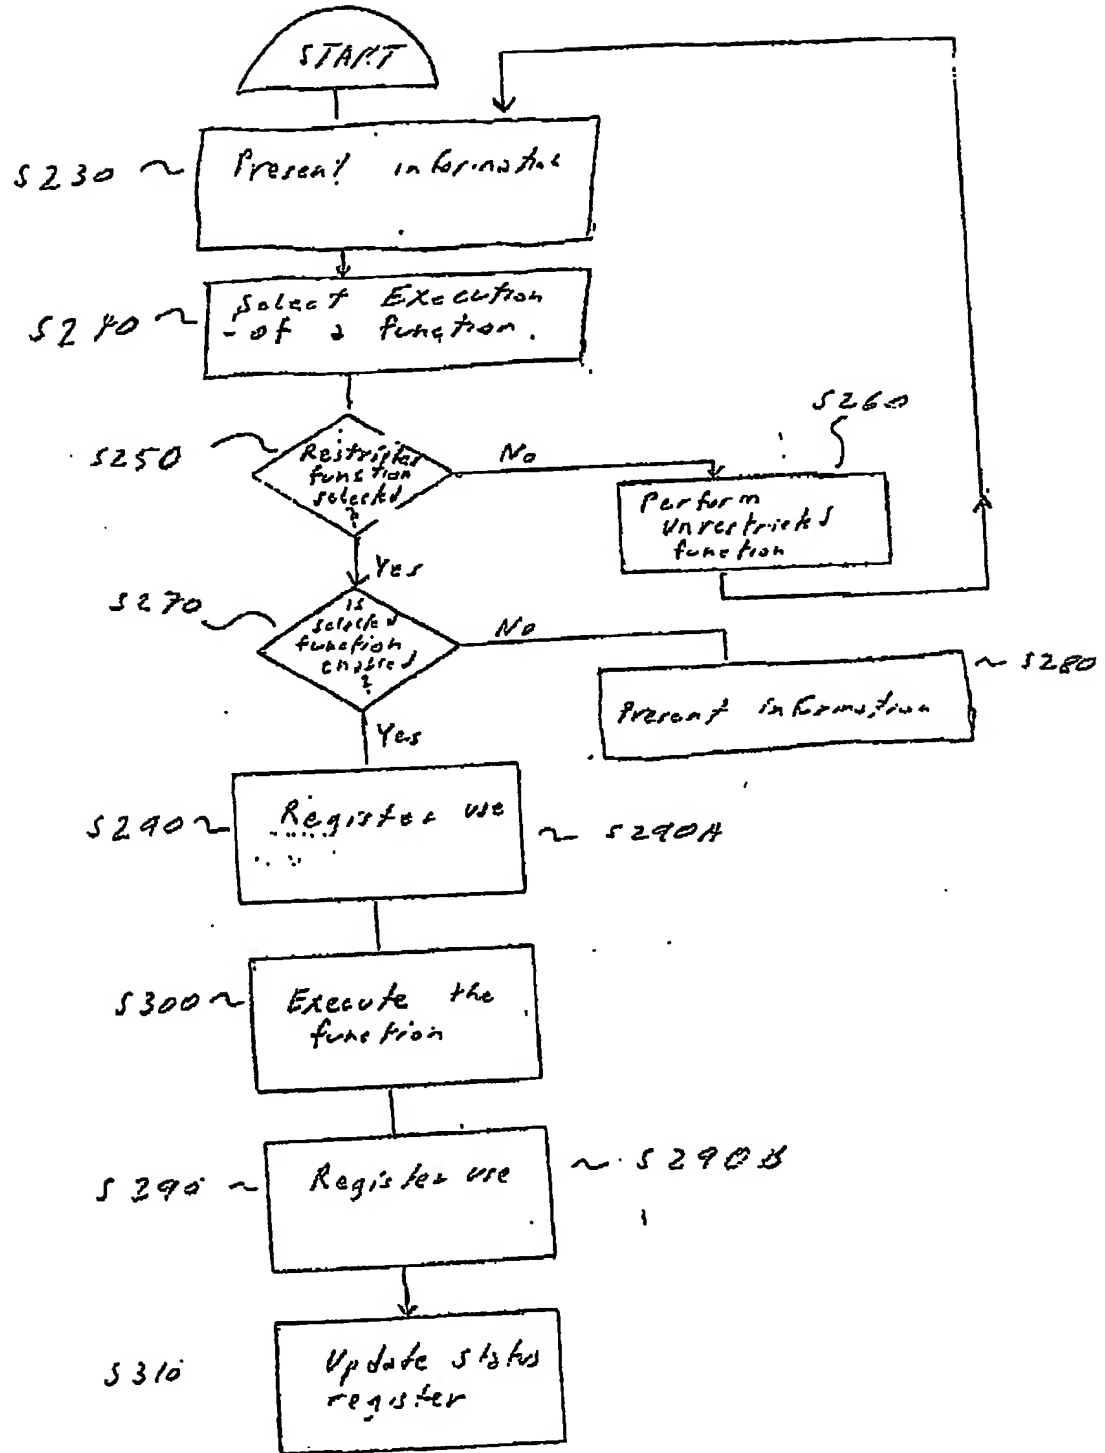 START
S230
Present information
S240
Select Execution
- of a function.
S250
Restricted
function
selected
?
No
S260
Perform
unrestricted
function
Yes
S270
is
selected
function
enabled
?
No
S280
Present information
Yes
S290
Register use
S290A
S300
Execute the
function
S290
Register use
S290B
S310
Update status
register